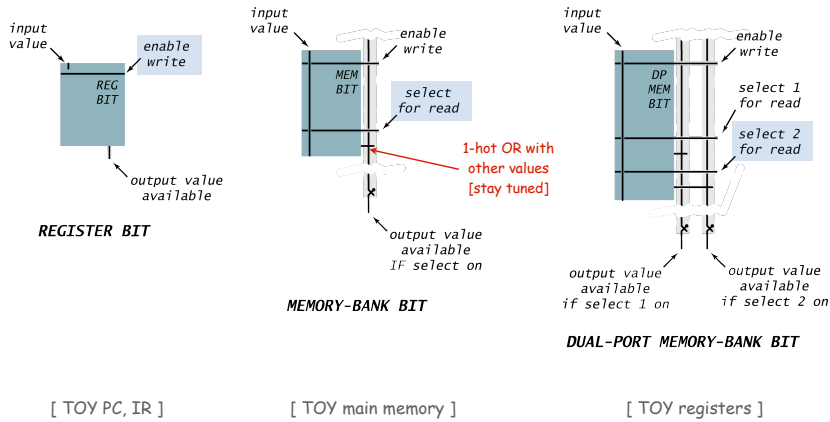 input
value
enable
write
REG
BIT
output value
available
REGISTER BIT
[ TOY PC, IR ]
input
value
enable
write
MEM
BIT
select
for read
1-hot OR with
other values
[stay tuned]
output value
available
IF select on
MEMORY-BANK BIT
[ TOY main memory ]
input
value
enable
write
DP
MEM
BIT
select 1
for read
select 2
for read
output value
available
if select 1 on
output value
available
if select 2 on
DUAL-PORT MEMORY-BANK BIT
[ TOY registers ]